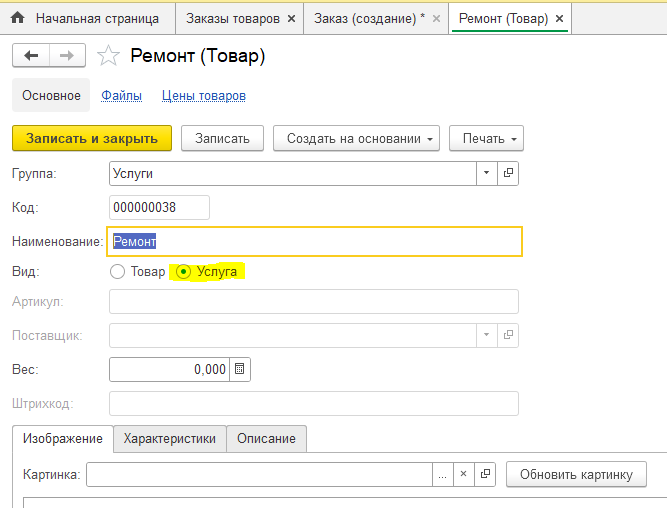 Начальная страница Заказы товаров × Заказ (создание) * × Ремонт (Товар) ×
Ремонт (Товар)
Основное Файлы Цены товаров
Записать и закрыть Записать Создать на основании Печать
Группа: Услуги
Код: 000000038
Наименование: Ремонт
Вид: Товар Услуга
Артикул:
Поставщик:
Вес: 0,000
Штрихкод:
Изображение Характеристики Описание
Картинка: ... × Обновить картинку